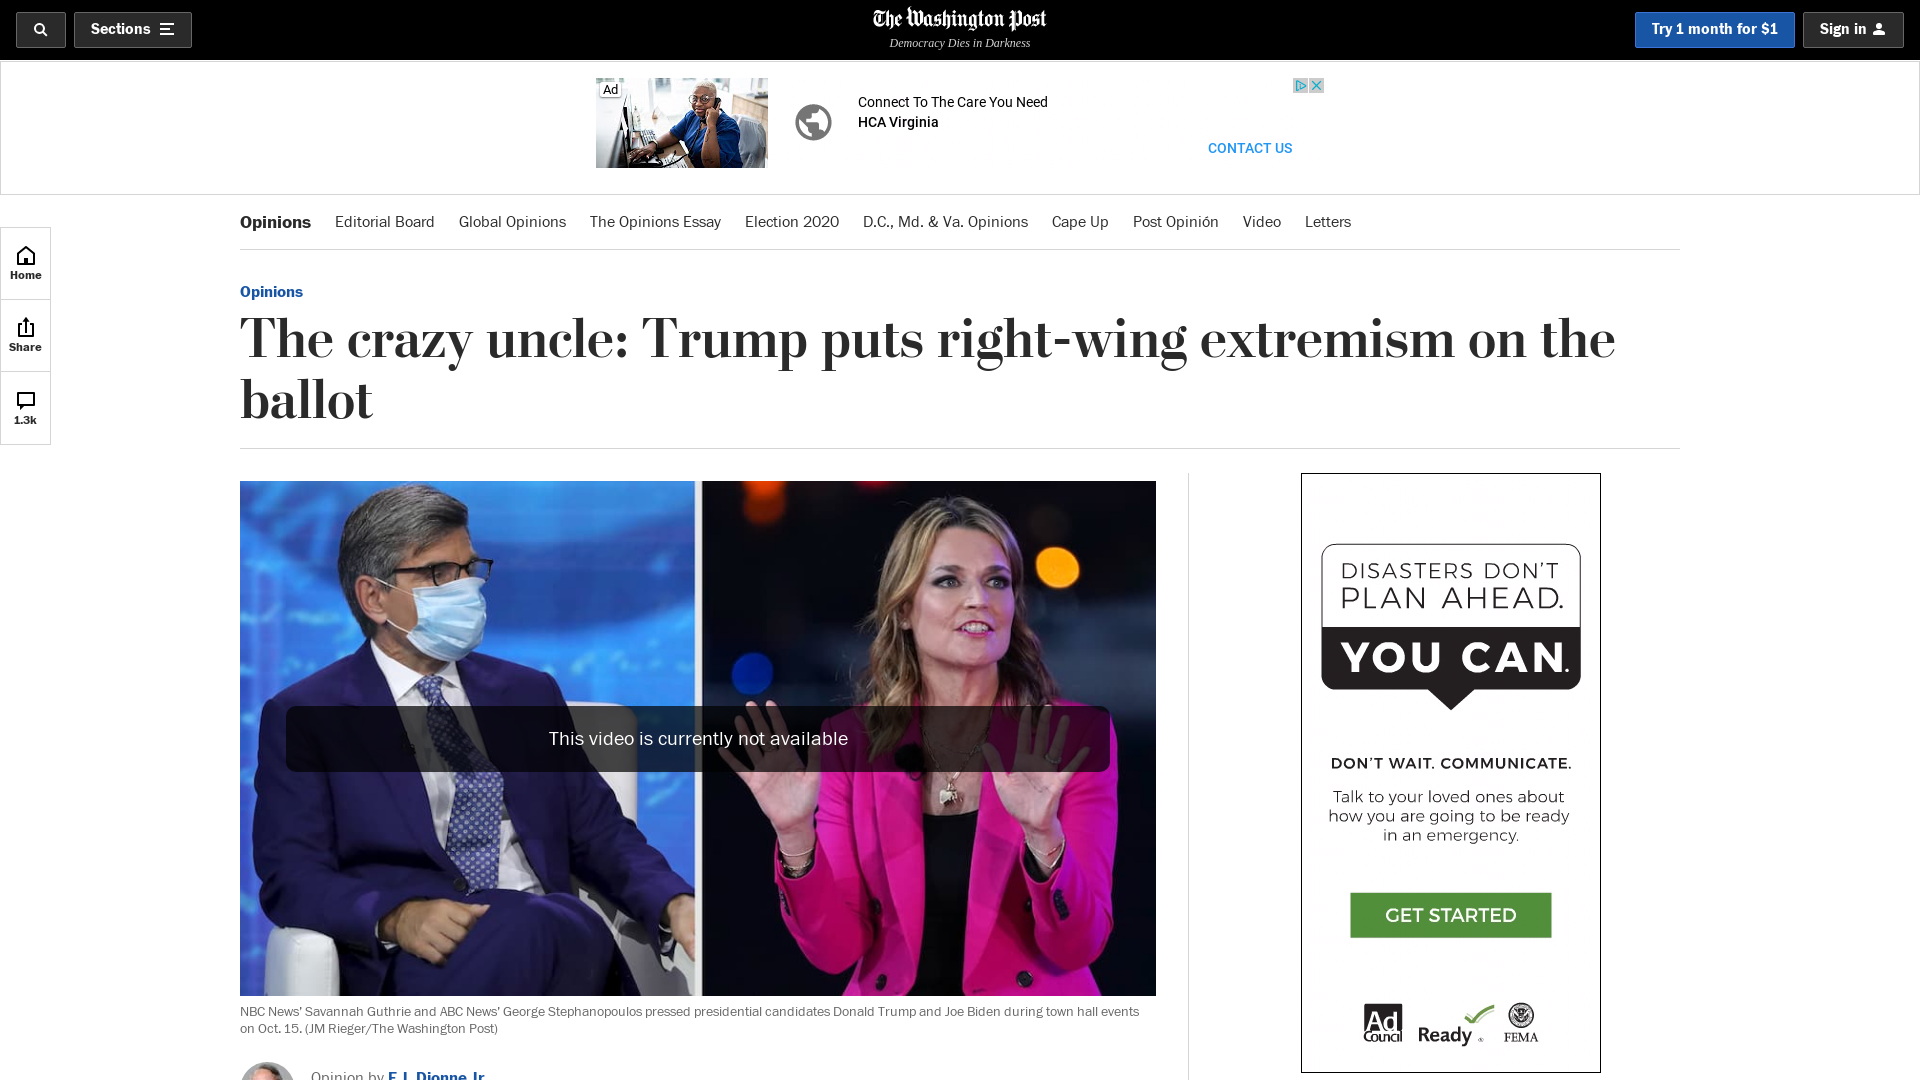 Sections
The Washington Post
Democracy Dies in Darkness
Try 1 month for $1
Sign in
Ad
Connect To The Care You Need
HCA Virginia
CONTACT US
Opinions
Editorial Board
Global Opinions
The Opinions Essay
Election 2020
D.C., Md. & Va. Opinions
Cape Up
Post Opinión
Video
Letters
Home
Share
1.3k
Opinions
The crazy uncle: Trump puts right-wing extremism on the
ballot
This video is currently not available
NBC News' Savannah Guthrie and ABC News' George Stephanopoulos pressed presidential candidates Donald Trump and Joe Biden during town hall events
on Oct. 15. (JM Rieger/The Washington Post)
Opinion by E.J. Dionne Jr.
DISASTERS DON'T
PLAN AHEAD.
YOU CAN.
DON'T WAIT. COMMUNICATE.
Talk to your loved ones about
how you are going to be ready
in an emergency.
GET STARTED
Ad
Council
Ready
FEMA